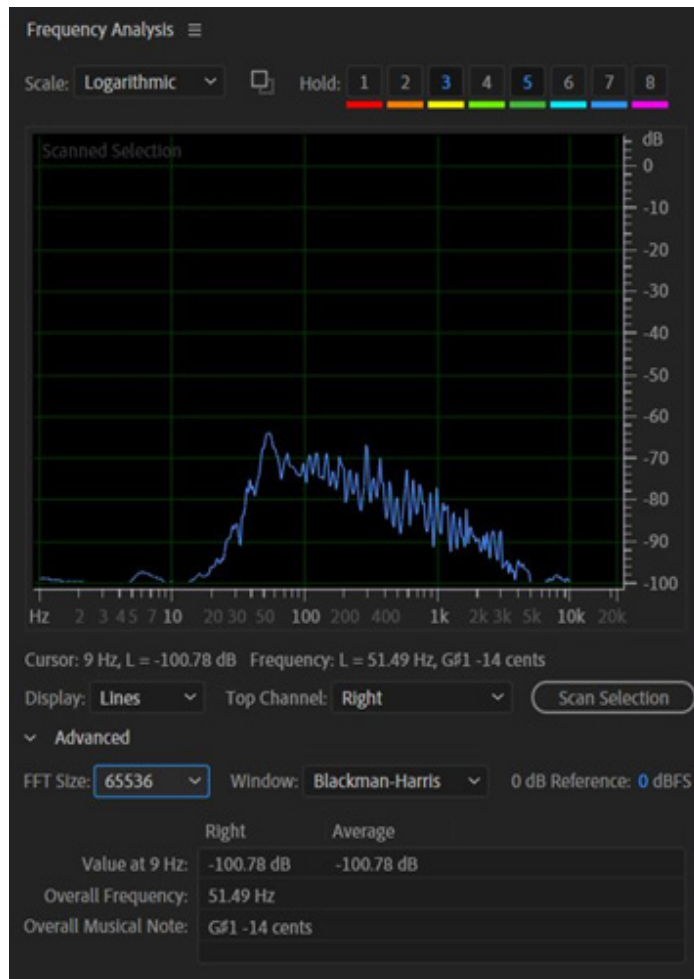 Frequency Analysis
Scale: Logarithmic Hold: 1 2 3 4 5 6 7 8
Scanned Selection
dB
0
-10
-20
-30
-40
-50
-60
-70
-80
-90
-100
Hz 2 3 4 5 7 10 20 30 50 100 200 400 1k 2k 3k 5k 10k 20k
Cursor: 9 Hz, L = -100.78 dB Frequency: L = 51.49 Hz, G♯1 -14 cents
Display: Lines Top Channel: Right Scan Selection
Advanced
FFT Size: 65536 Window: Blackman-Harris 0 dB Reference: 0 dBFS
Right Average
Value at 9 Hz: -100.78 dB -100.78 dB
Overall Frequency: 51.49 Hz
Overall Musical Note: G♯1 -14 cents